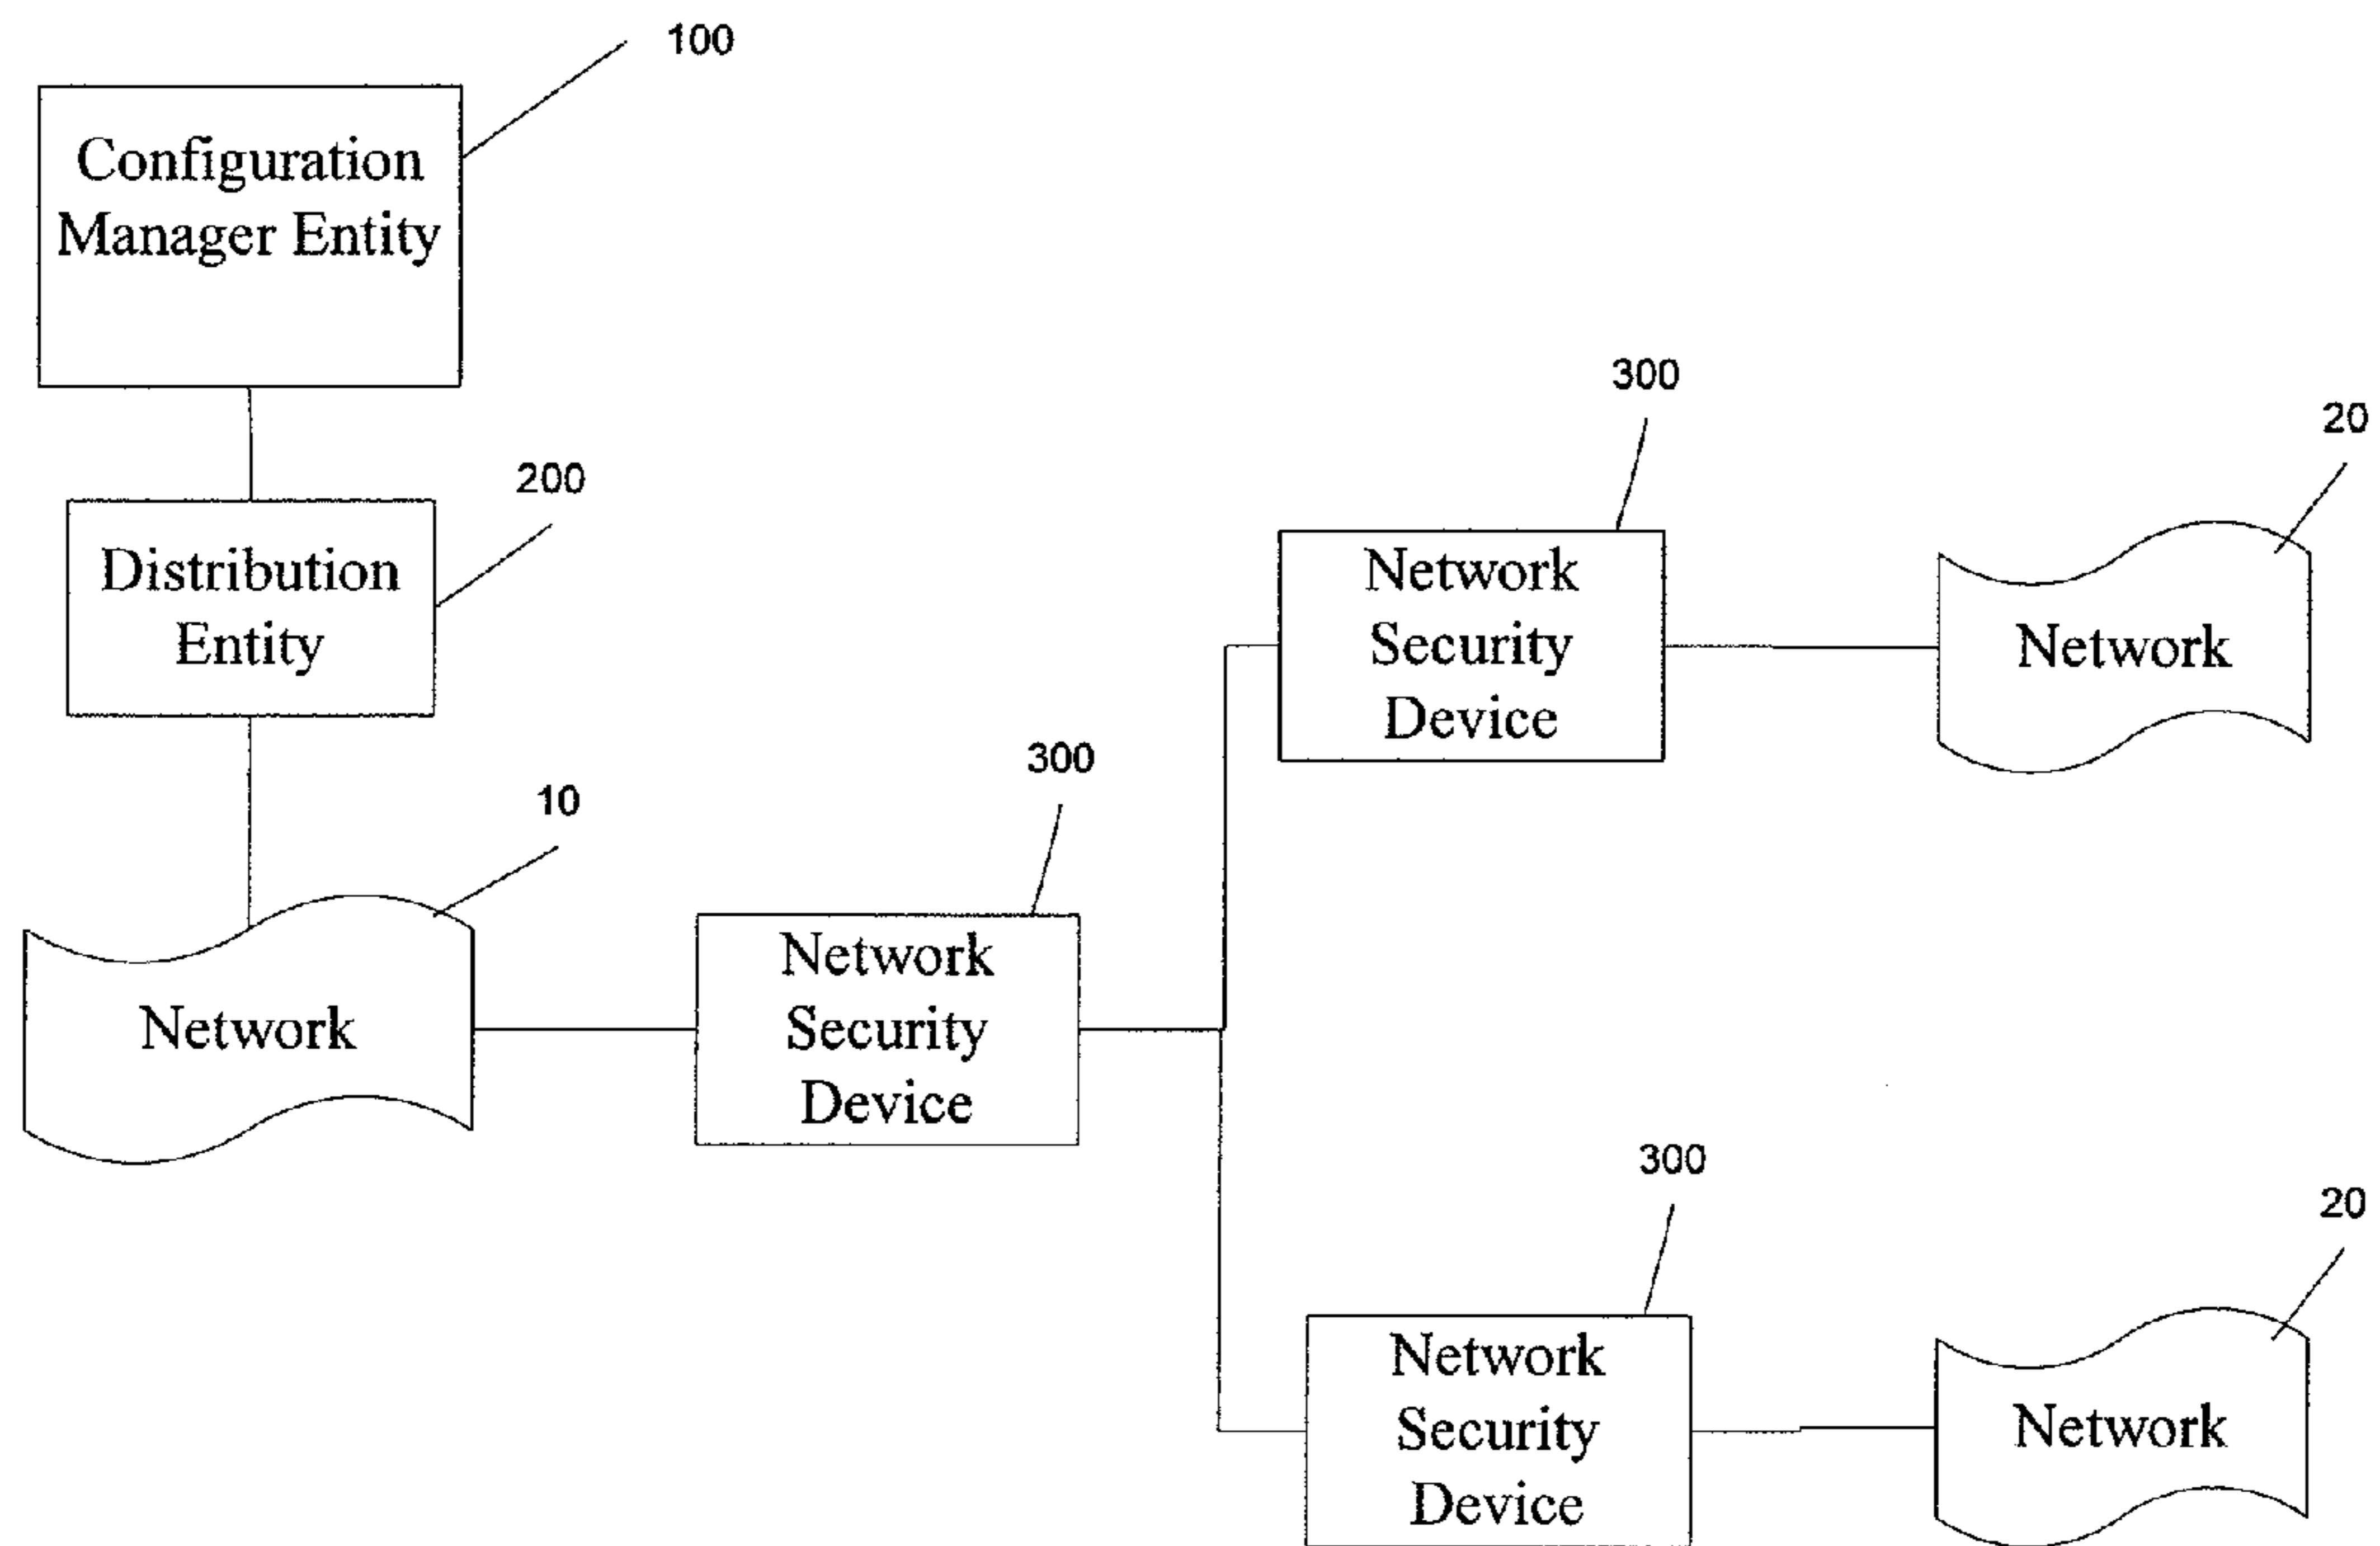 100
Configuration
Manager Entity
200
Distribution
Entity
10
Network
300
Network
Security
Device
300
Network
Security
Device
20
Network
300
Network
Security
Device
20
Network